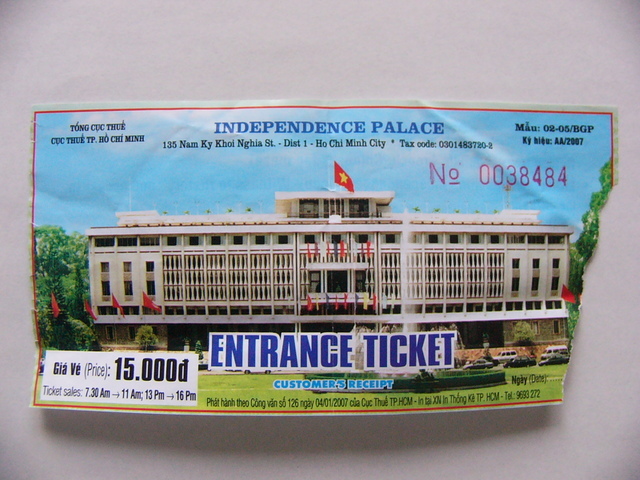 TỔNG CỤC THUẾ
CỤC THUẾ TP. HỒ CHÍ MINH
INDEPENDENCE PALACE
135 Nam Ky Khoi Nghia St. - Dist 1 - Ho Chi Minh City * Tax code: 0301483720-2
Mẫu: 02-05/BGP
Ký hiệu: AA/2007
No 0038484
ENTRANCE TICKET
CUSTOMER'S RECEIPT
Giá Vé (Price): 15.000đ
Ticket sales: 7.30 Am → 11 Am; 13 Pm → 16 Pm
Ngày (Date):
Phát hành theo Công văn số 126 ngày 04/01/2007 của Cục Thuế TP.HCM - In tại XN In Thống Kê TP. HCM - Tel.: 9693 272